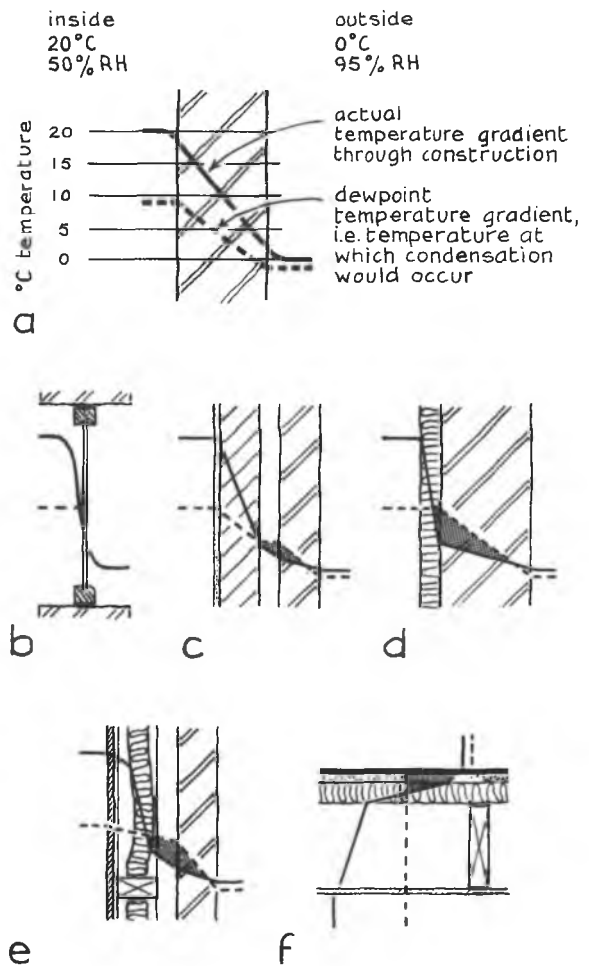 inside
20°C
50% RH
outside
0°C
95% RH
°C temperature
20
15
10
5
0
actual
temperature gradient
through construction
dewpoint
temperature gradient,
i.e. temperature at
which condensation
would occur
a
b
c
d
e
f